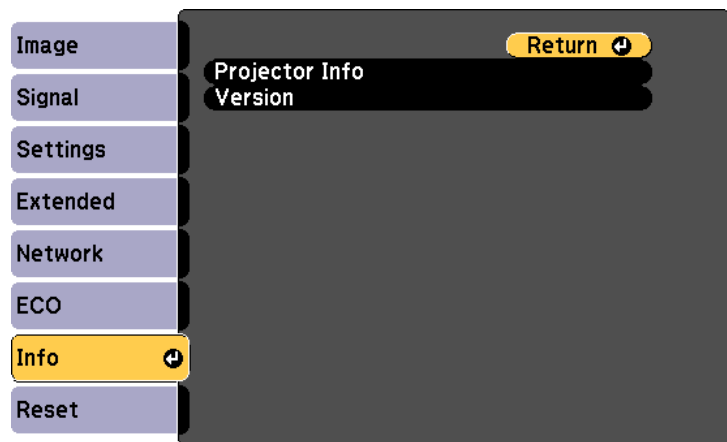 Image
Signal
Settings
Extended
Network
ECO
Info
Reset
Return
Projector Info
Version